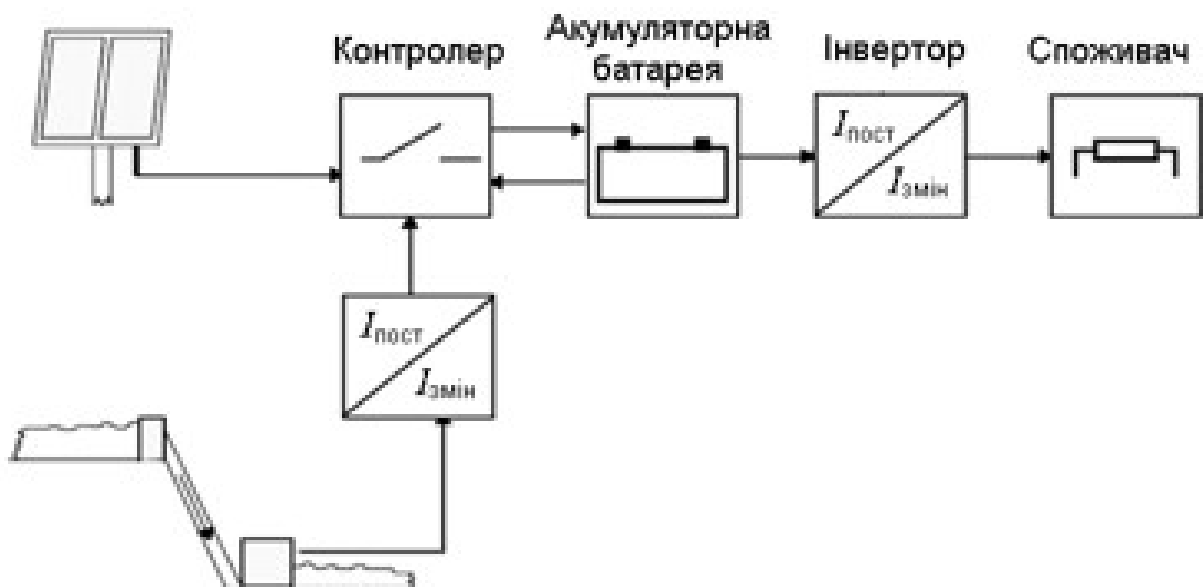 Контролер
Акумуляторна
батарея
Інвертор
Споживач
Iпост
Iзмін
Iпост
Iзмін